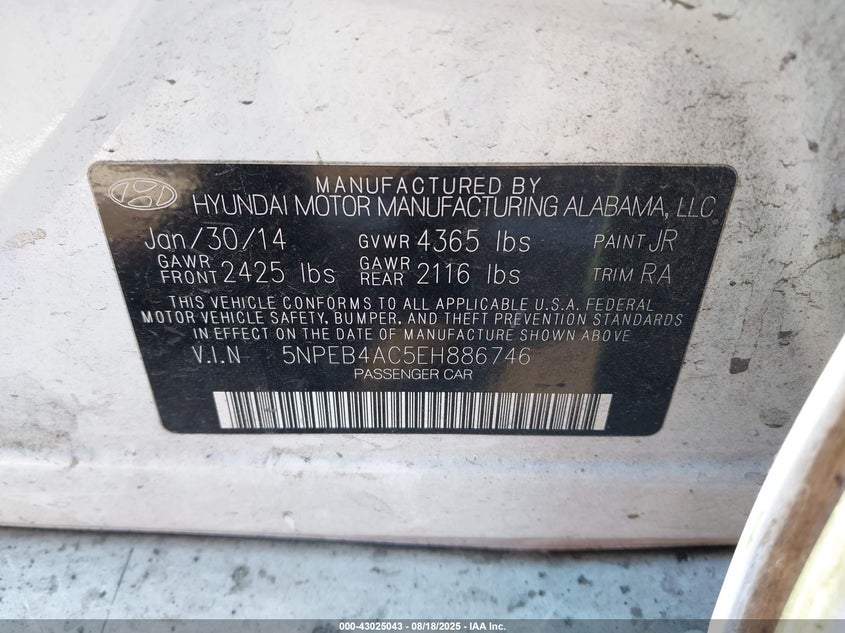 MANUFACTURED BY
HYUNDAI MOTOR MANUFACTURING ALABAMA, LLC
Jan/30/14 GVWR 4365 lbs PAINT JR
GAWR FRONT 2425 lbs GAWR REAR 2116 lbs TRIM RA
THIS VEHICLE CONFORMS TO ALL APPLICABLE U.S.A. FEDERAL
MOTOR VEHICLE SAFETY, BUMPER, AND THEFT PREVENTION STANDARDS
IN EFFECT ON THE DATE OF MANUFACTURE SHOWN ABOVE
V.I.N 5NPEB4AC5EH886746
PASSENGER CAR
000-43025043 - 08/18/2025 - IAA Inc.